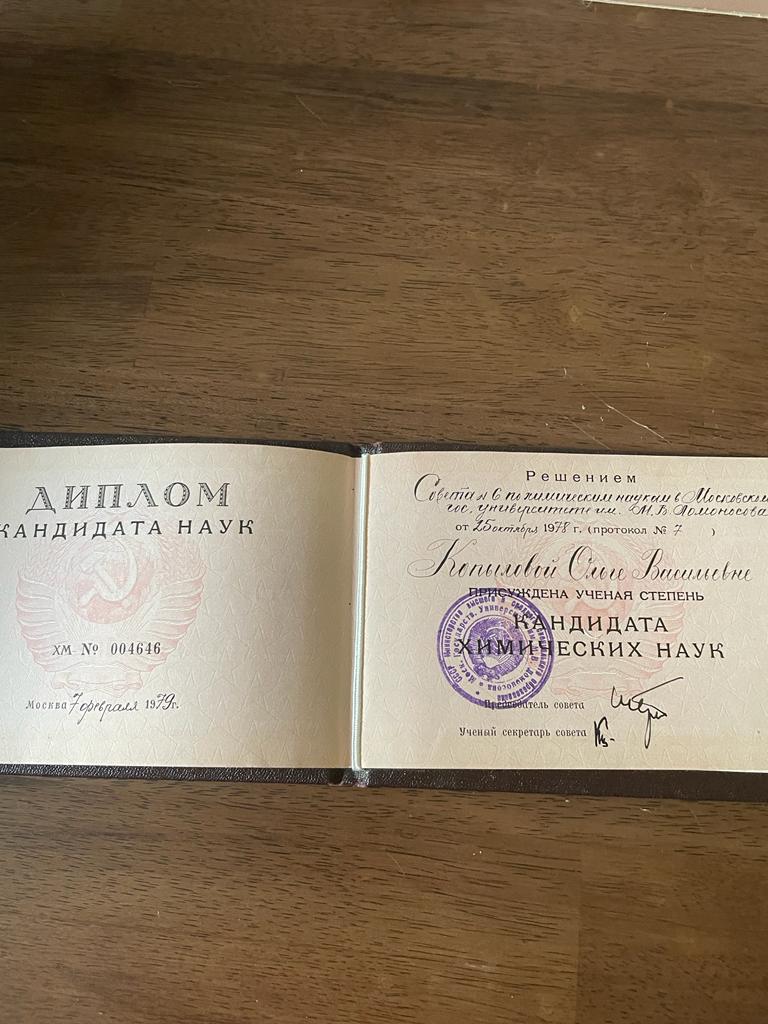 ДИПЛОМ
КАНДИДАТА НАУК
ХМ № 004646
Москва 7 февраля 1979г.
Решением
Совета н 6 по химическим наукам в Московском
гос. университете им. М. В. Ломоносова
от 25 октября 1978 г. (протокол № 7 )
Копыловой Ольге Васильевне
ПРИСУЖДЕНА УЧЕНАЯ СТЕПЕНЬ
КАНДИДАТА
ХИМИЧЕСКИХ НАУК
Председатель совета
Ученый секретарь совета